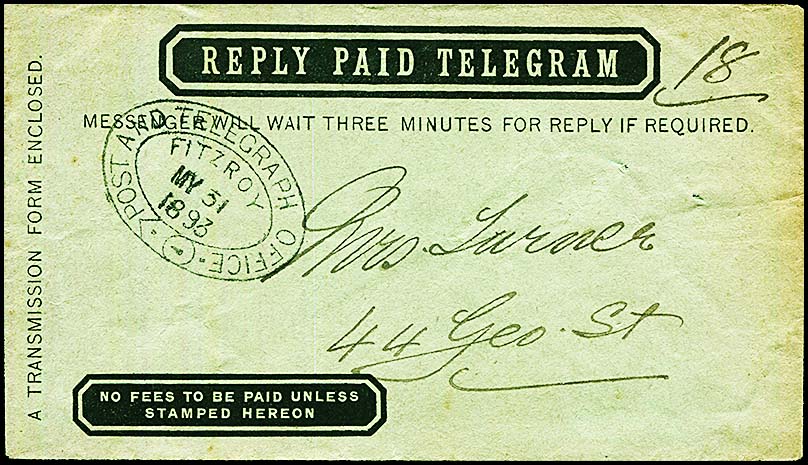 REPLY PAID TELEGRAM
18
MESSENGER WILL WAIT THREE MINUTES FOR REPLY IF REQUIRED.
POST AND TELEGRAPH OFFICE
FITZROY
MY 31
1893
Mrs. Turner
44 Geo. St
A TRANSMISSION FORM ENCLOSED.
NO FEES TO BE PAID UNLESS
STAMPED HEREON